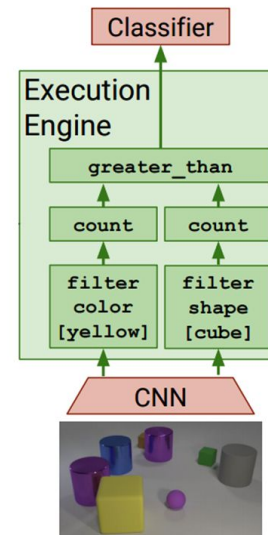 Classifier
Execution
Engine
greater_than
count count
filter filter
color shape
[yellow] [cube]
CNN